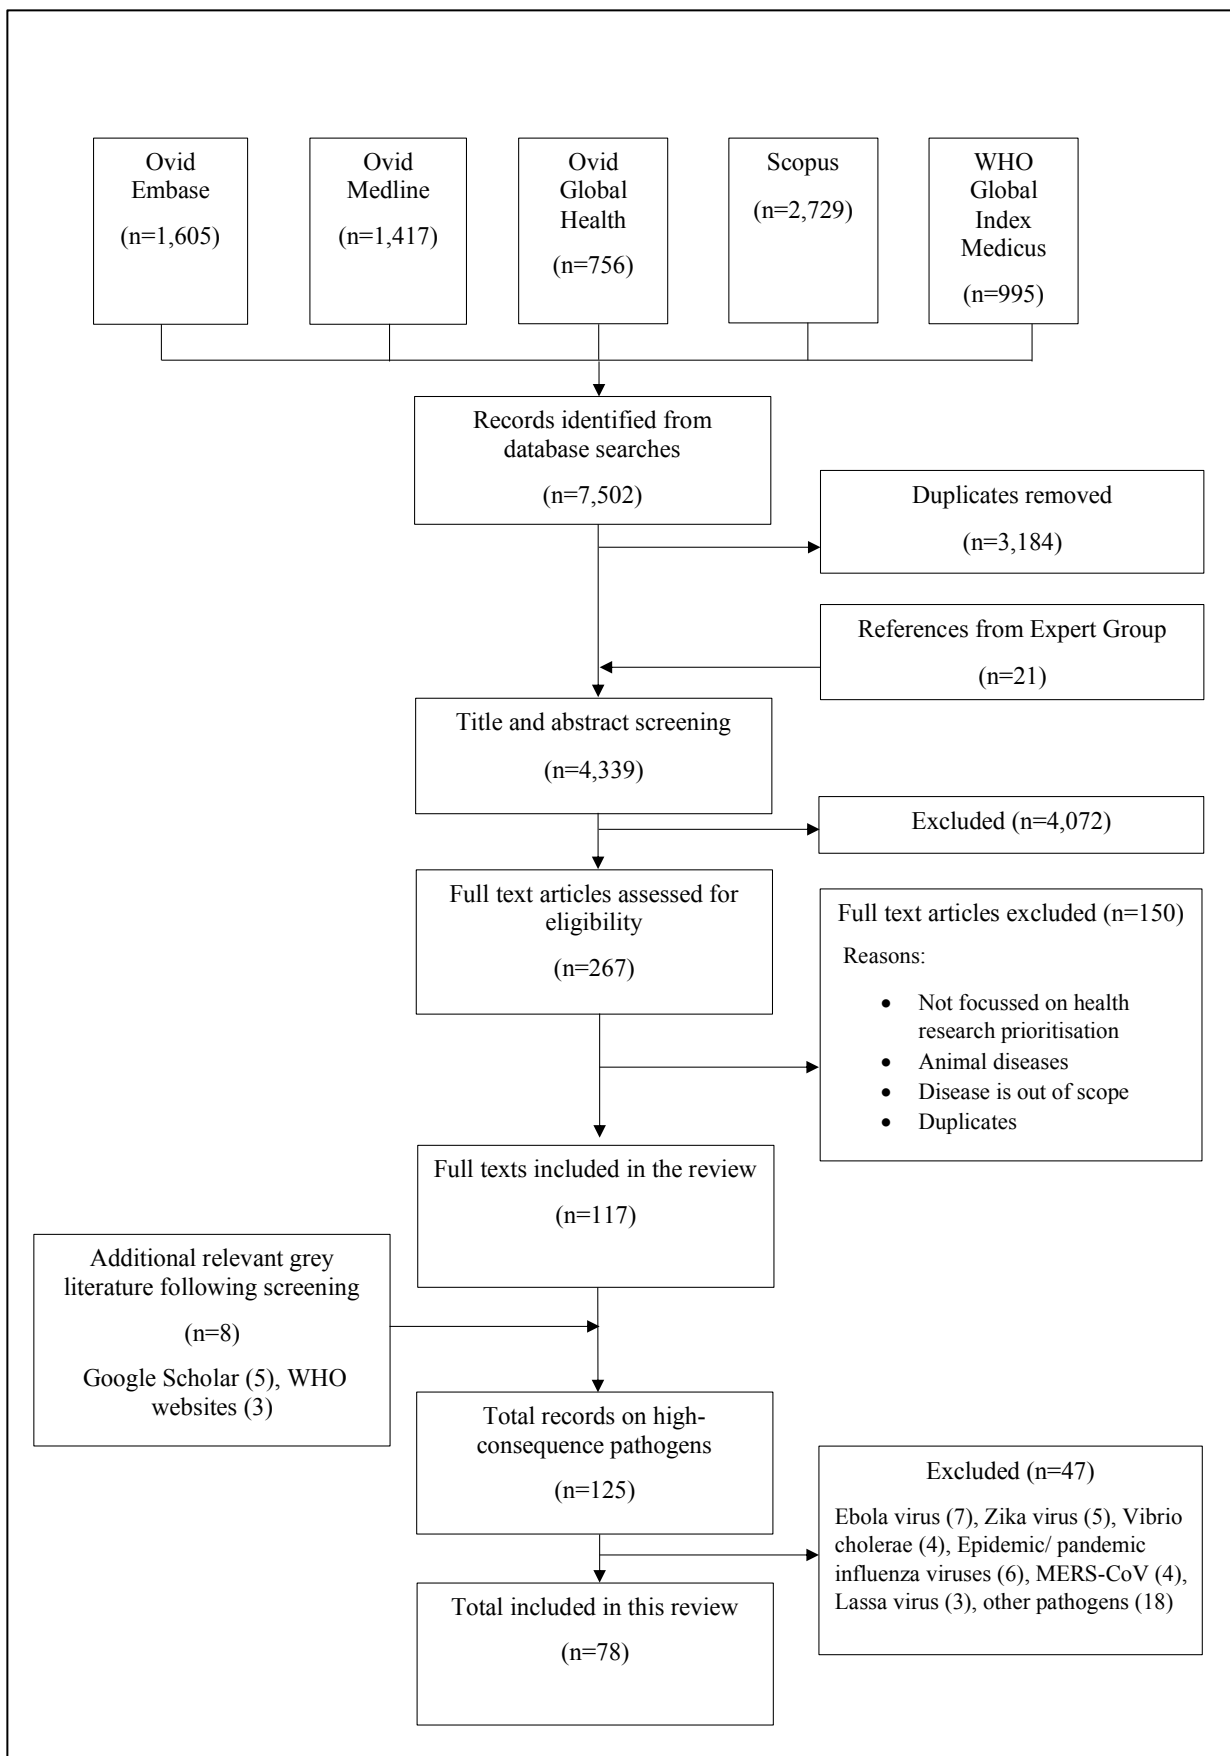 Ovid
Embase
(n=1,605)
Ovid
Medline
(n=1,417)
Ovid
Global
Health
(n=756)
Scopus
(n=2,729)
WHO
Global
Index
Medicus
(n=995)
Records identified from
database searches
(n=7,502)
Duplicates removed
(n=3,184)
References from Expert Group
(n=21)
Title and abstract screening
(n=4,339)
Excluded (n=4,072)
Full text articles assessed for
eligibility
(n=267)
Full text articles excluded (n=150)
Reasons:
• Not focussed on health
research prioritisation
• Animal diseases
• Disease is out of scope
• Duplicates
Full texts included in the review
(n=117)
Additional relevant grey
literature following screening
(n=8)
Google Scholar (5), WHO
websites (3)
Total records on high-
consequence pathogens
(n=125)
Excluded (n=47)
Ebola virus (7), Zika virus (5), Vibrio
cholerae (4), Epidemic/ pandemic
influenza viruses (6), MERS-CoV (4),
Lassa virus (3), other pathogens (18)
Total included in this review
(n=78)